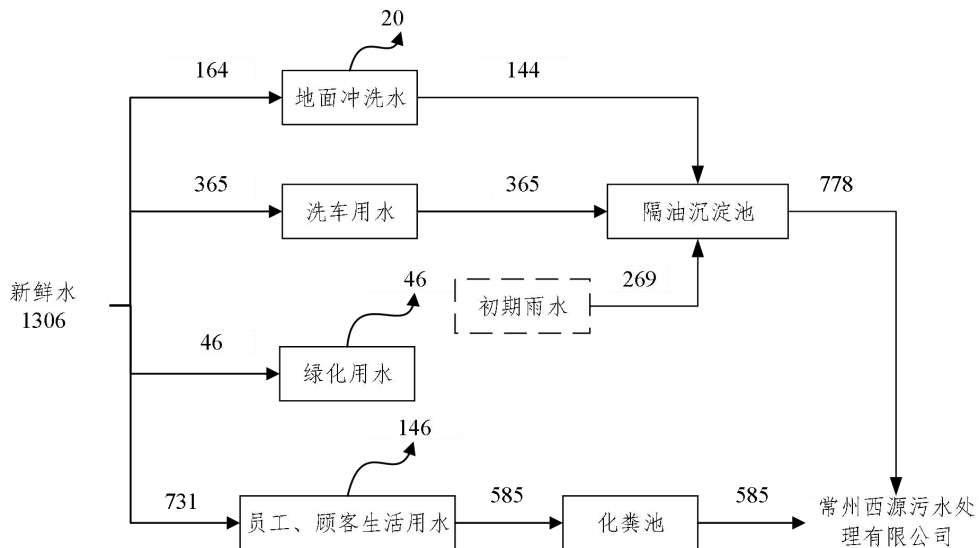 20
164
地面冲洗水
144
365
洗车用水
365
隔油沉淀池
778
新鲜水
1306
46
初期雨水
269
46
绿化用水
146
731
员工、顾客生活用水
585
化粪池
585
常州西源污水处
理有限公司